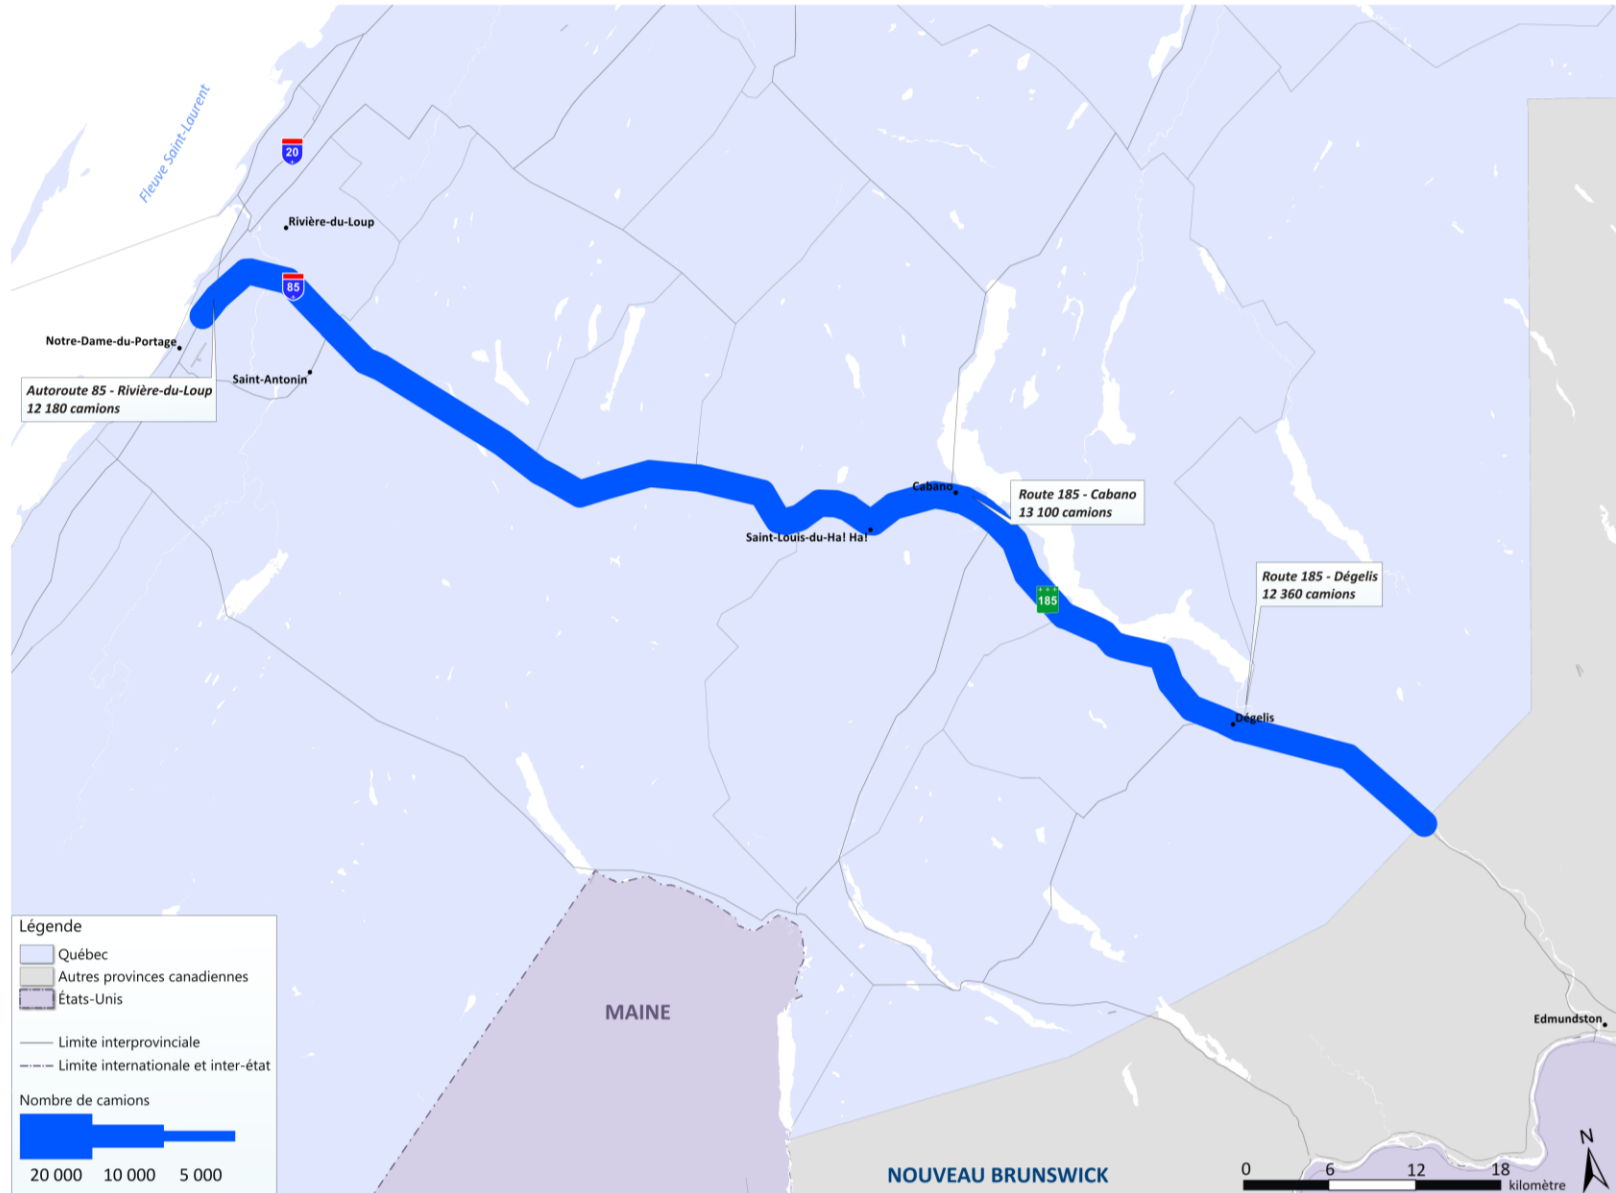 Fleuve Saint-Laurent
20
Rivière-du-Loup
85
Notre-Dame-du-Portage
Saint-Antonin
Autoroute 85 - Rivière-du-Loup
12 180 camions
Cabano
Route 185 - Cabano
13 100 camions
Saint-Louis-du-Ha! Ha!
Route 185 - Dégelis
12 360 camions
185
Dégelis
Légende
Québec
Autres provinces canadiennes
États-Unis
Limite interprovinciale
Limite internationale et inter-état
Nombre de camions
20 000 10 000 5 000
MAINE
Edmundston
NOUVEAU BRUNSWICK
N
0 6 12 18
kilomètre